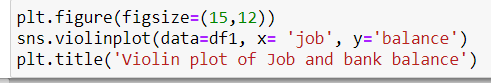 plt.figure(figsize=(15,12))
sns.violinplot(data=df1, x= 'job', y='balance')
plt.title('Violin plot of Job and bank balance')